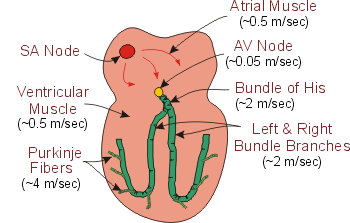 Atrial Muscle
(~0.5 m/sec)
SA Node
AV Node
(~0.05 m/sec)
Ventricular
Muscle
(~0.5 m/sec)
Bundle of His
(~2 m/sec)
Left & Right
Bundle Branches
(~2 m/sec)
Purkinje
Fibers
(~4 m/sec)